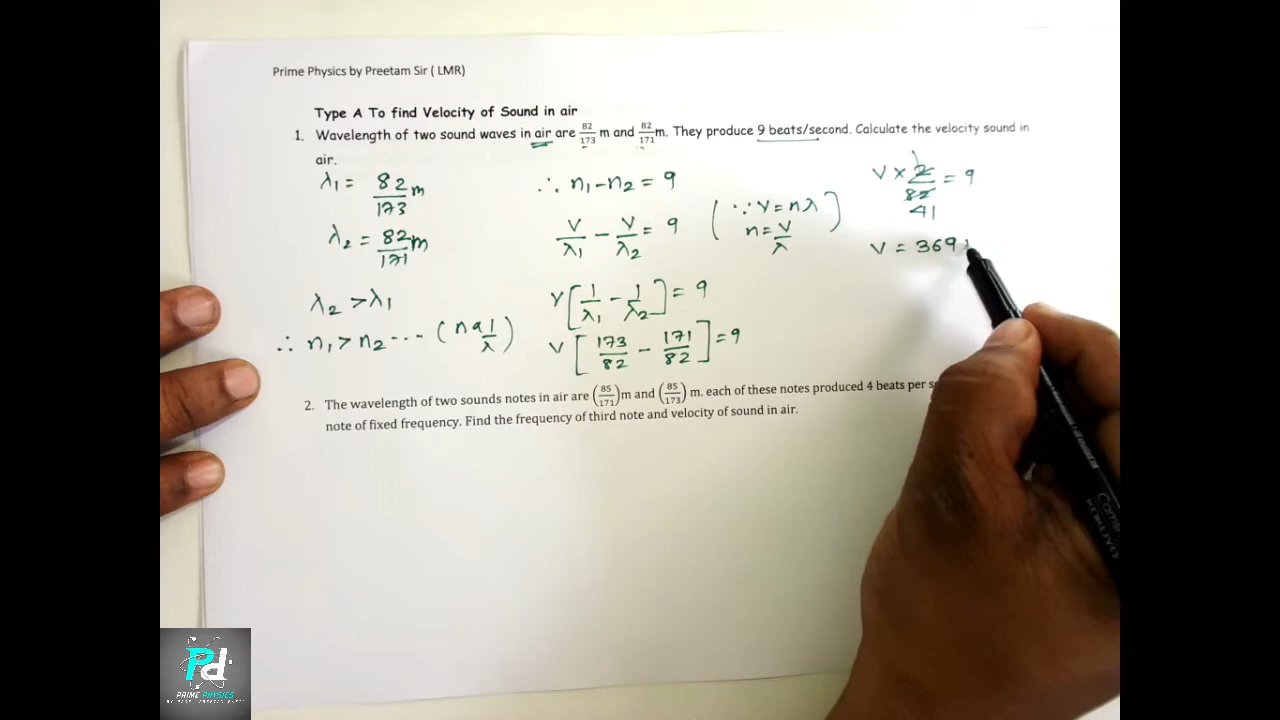 Prime Physics by Preetam Sir ( LMR)
Type A To find Velocity of Sound in air
1. Wavelength of two sound waves in air are 82/173 m and 82/171 m. They produce 9 beats/second. Calculate the velocity sound in
air.
λ₁ = 82/173 m
λ₂ = 82/171 m
λ₂ > λ₁
∴ n₁ > n₂ ... (n α 1/λ)
∴ n₁ - n₂ = 9
V/λ₁ - V/λ₂ = 9 (∵ V = nλ
n = V/λ)
V[1/λ₁ - 1/λ₂] = 9
V[173/82 - 171/82] = 9
V × 2/82 = 9
1
41
V = 369
2. The wavelength of two sounds notes in air are (85/171)m and (85/173) m. each of these notes produced 4 beats per
note of fixed frequency. Find the frequency of third note and velocity of sound in air.
Pd
PRIME PHYSICS